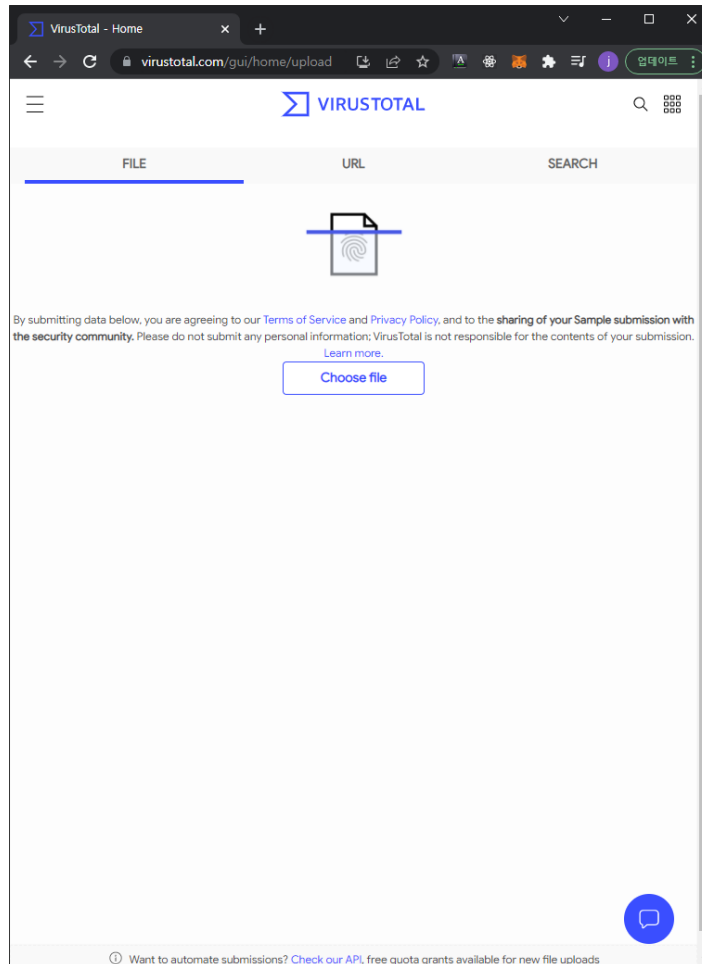 VirusTotal - Home
virustotal.com/gui/home/upload
j
업데이트
VIRUSTOTAL
FILE URL SEARCH
By submitting data below, you are agreeing to our Terms of Service and Privacy Policy, and to the sharing of your Sample submission with
the security community. Please do not submit any personal information; VirusTotal is not responsible for the contents of your submission.
Learn more.
Choose file
Want to automate submissions? Check our API, free quota grants available for new file uploads